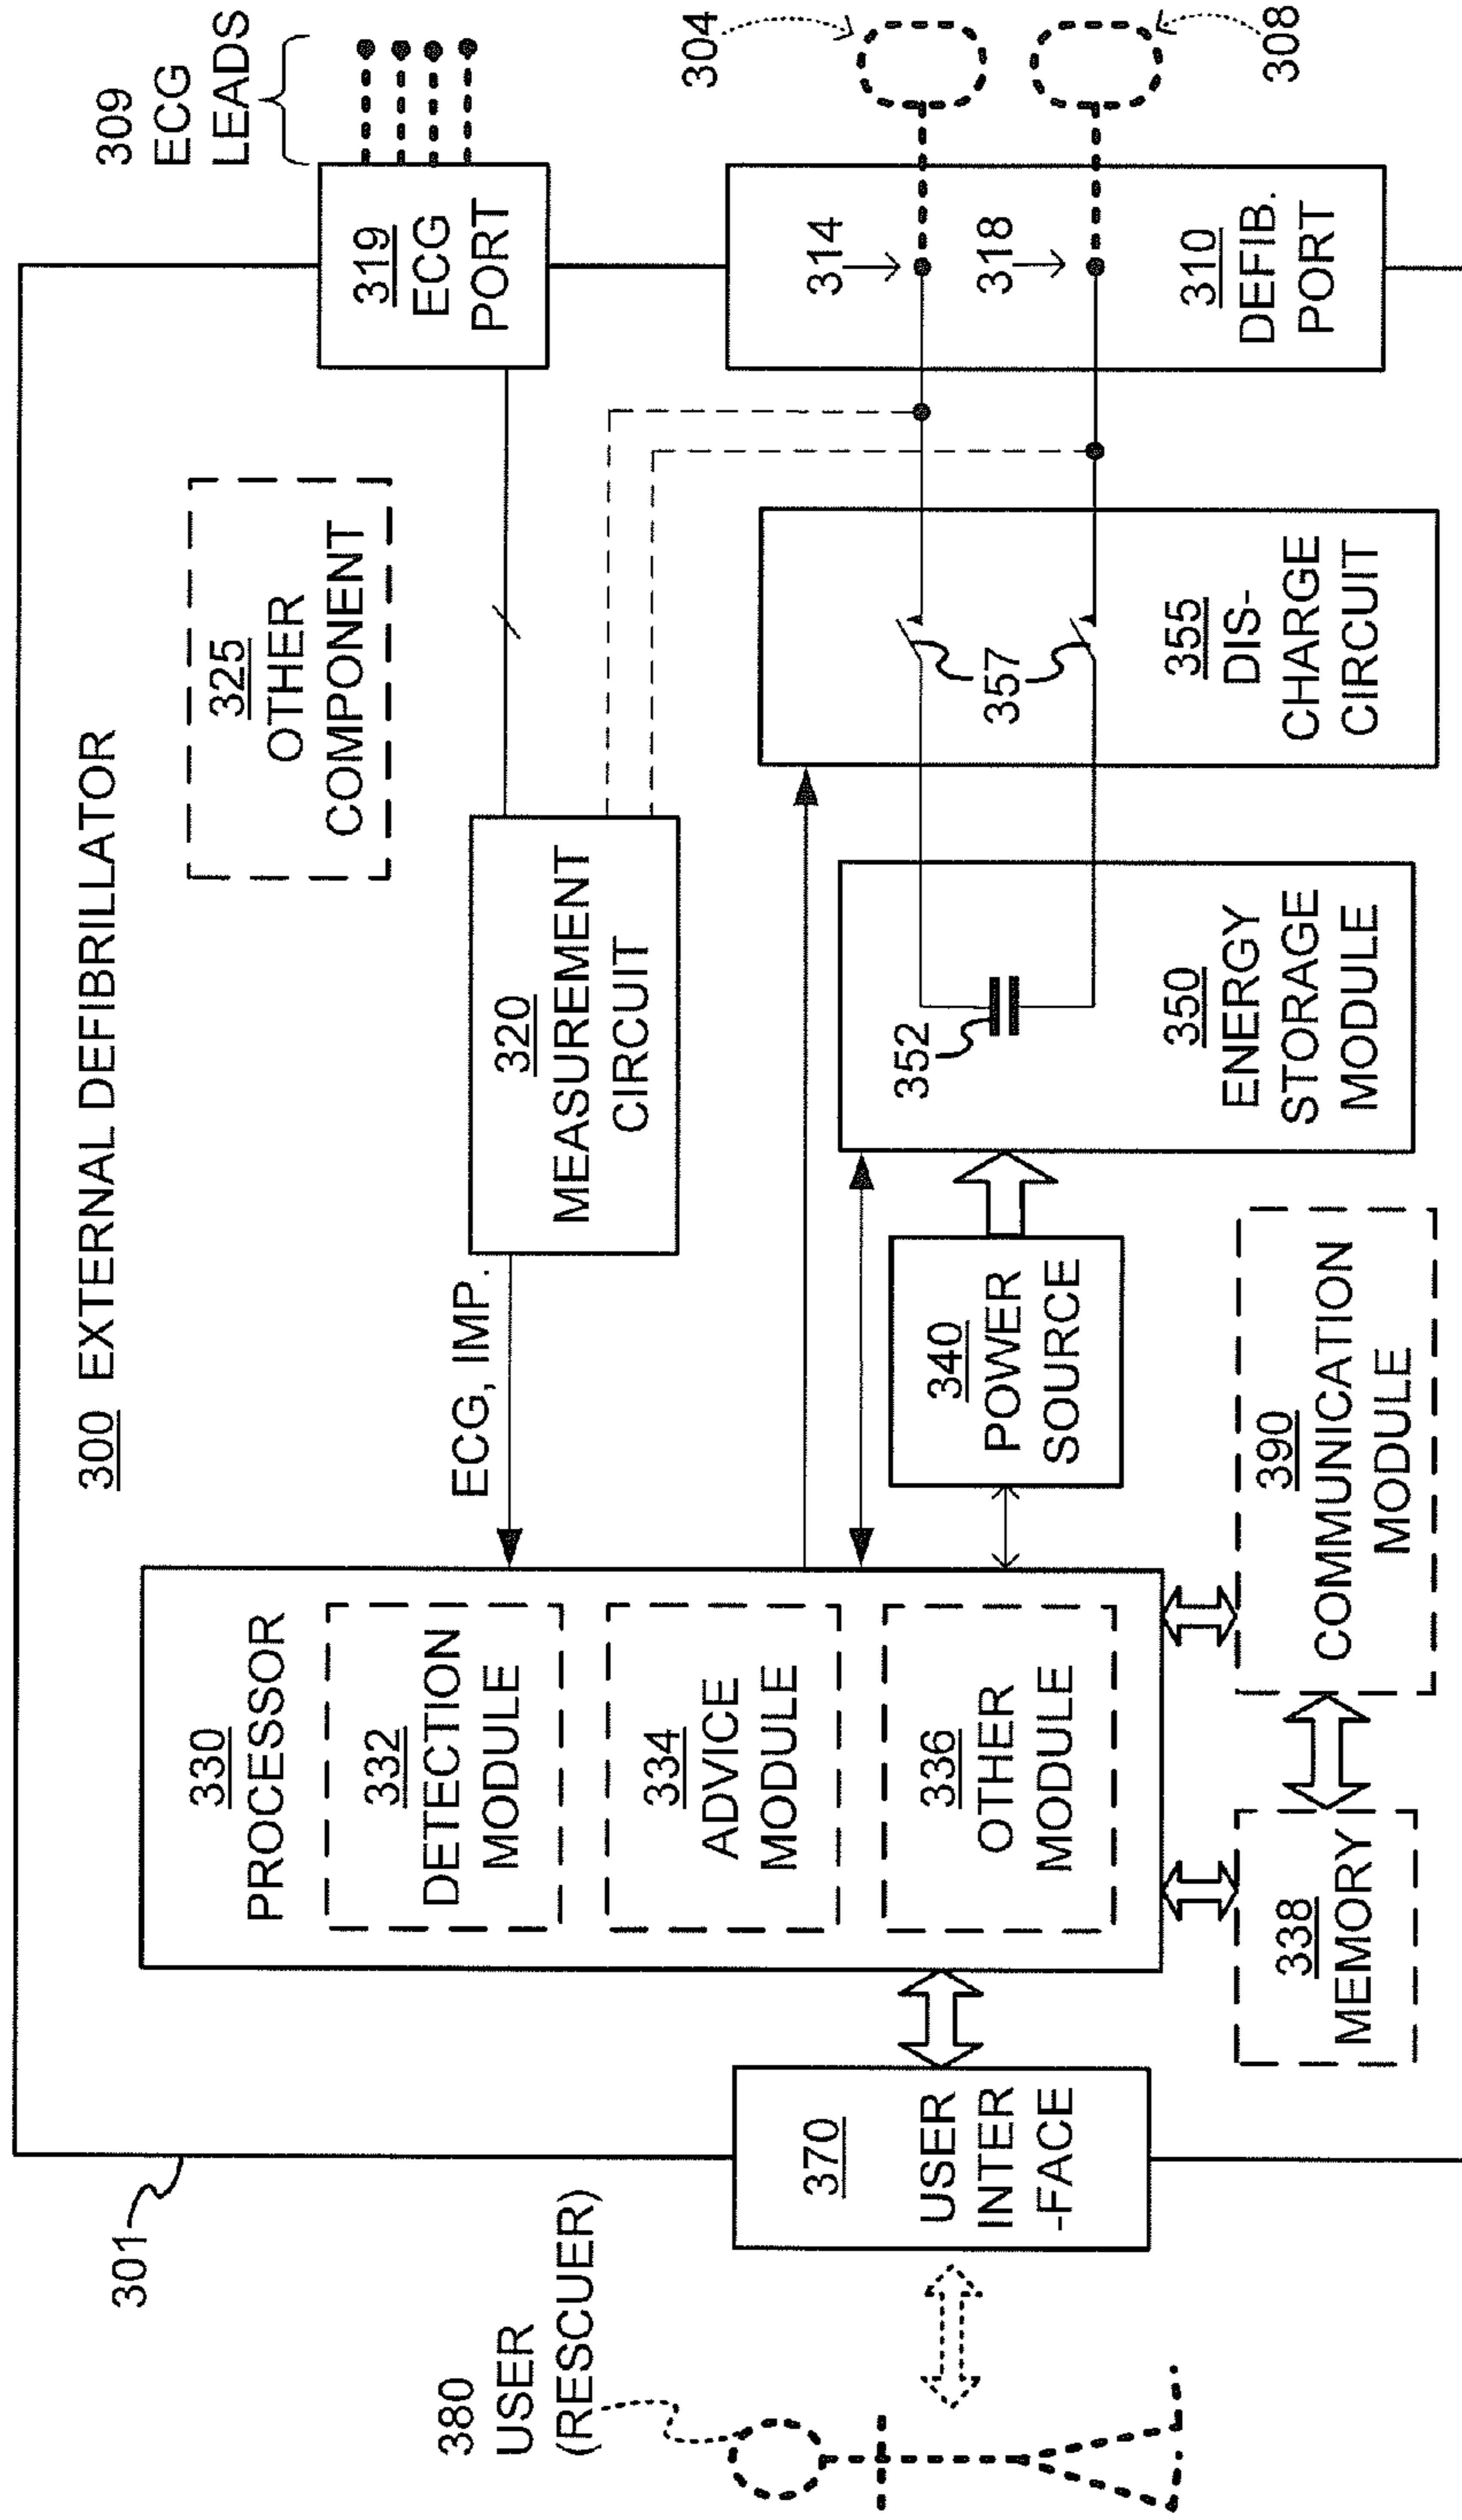 300 EXTERNAL DEFIBRILLATOR
301
309
ECG
LEADS
325
OTHER
COMPONENT
319
ECG
PORT
380
USER
(RESCUER)
330
PROCESSOR
332
DETECTION
MODULE
334
ADVICE
MODULE
336
OTHER
MODULE
ECG, IMP.
320
MEASUREMENT
CIRCUIT
304
308
314
318
310
DEFIB.
PORT
370
USER
INTER
-FACE
340
POWER
SOURCE
352
350
ENERGY
STORAGE
MODULE
357
355
DIS-
CHARGE
CIRCUIT
338
MEMORY
390
COMMUNICATION
MODULE